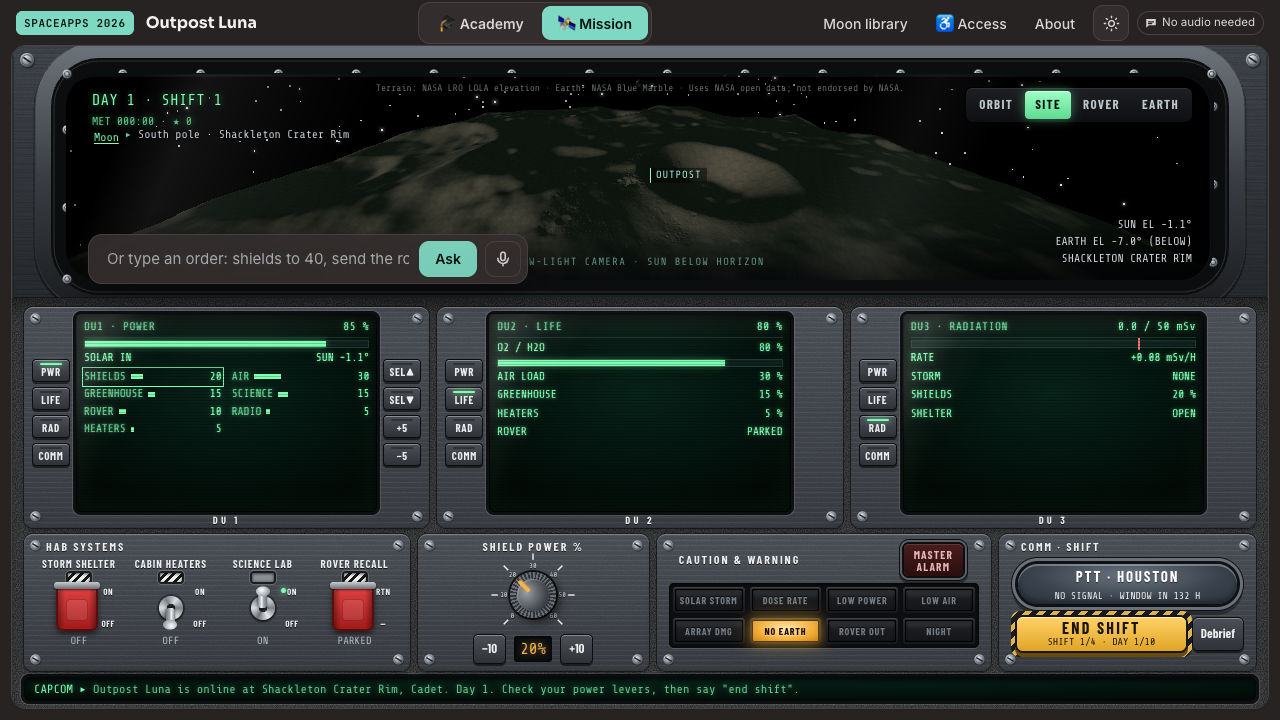 SPACEAPPS 2026
Outpost Luna
Academy
Mission
Moon library
Access
About
No audio needed
DAY 1 · SHIFT 1
MET 000:00 · ★ 0
Moon ▸ South pole · Shackleton Crater Rim
Terrain: NASA LRO LOLA elevation · Earth: NASA Blue Marble · Uses NASA open data; not endorsed by NASA.
ORBIT SITE ROVER EARTH
OUTPOST
SUN EL -1.1°
EARTH EL -7.0° (BELOW)
SHACKLETON CRATER RIM
Or type an order: shields to 40, send the ro
Ask
W-LIGHT CAMERA · SUN BELOW HORIZON
PWR
LIFE
RAD
COMM
DU1 · POWER 85 %
SOLAR IN SUN -1.1°
SHIELDS 20 AIR 30
GREENHOUSE 15 SCIENCE 15
ROVER 10 RADIO 5
HEATERS 5
SEL▲
SEL▼
+5
-5
DU 1
PWR
LIFE
RAD
COMM
DU2 · LIFE 80 %
O2 / H2O 80 %
AIR LOAD 30 %
GREENHOUSE 15 %
HEATERS 5 %
ROVER PARKED
DU 2
PWR
LIFE
RAD
COMM
DU3 · RADIATION 0.0 / 50 mSv
RATE +0.08 mSv/H
STORM NONE
SHIELDS 20 %
SHELTER OPEN
DU 3
HAB SYSTEMS
STORM SHELTER CABIN HEATERS SCIENCE LAB ROVER RECALL
ON ON ON RTN
OFF OFF OFF —
OFF OFF ON PARKED
SHIELD POWER %
0 10 20 30 40 50 60
-10 20% +10
CAUTION & WARNING
MASTER
ALARM
SOLAR STORM DOSE RATE LOW POWER LOW AIR
ARRAY DMG NO EARTH ROVER OUT NIGHT
COMM · SHIFT
PTT · HOUSTON
NO SIGNAL · WINDOW IN 132 H
END SHIFT
SHIFT 1/4 · DAY 1/10
Debrief
CAPCOM ▸ Outpost Luna is online at Shackleton Crater Rim, Cadet. Day 1. Check your power levers, then say "end shift".